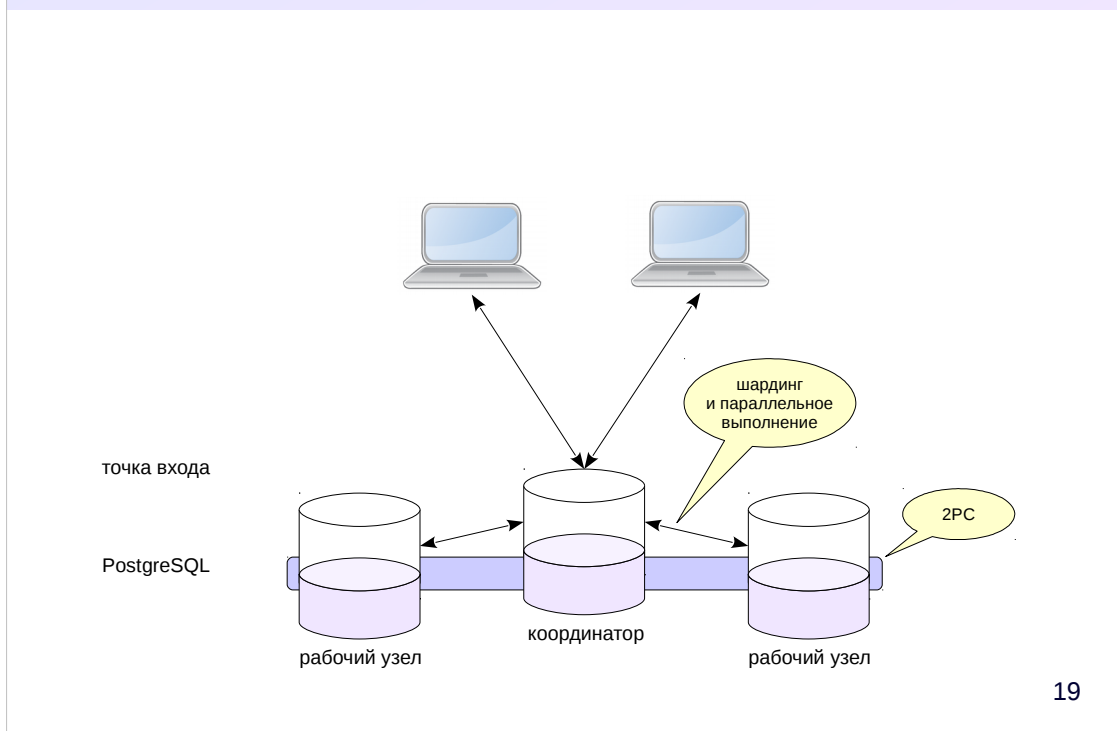 шардинг
и параллельное
выполнение
точка входа
2PC
PostgreSQL
координатор
рабочий узел
рабочий узел
19